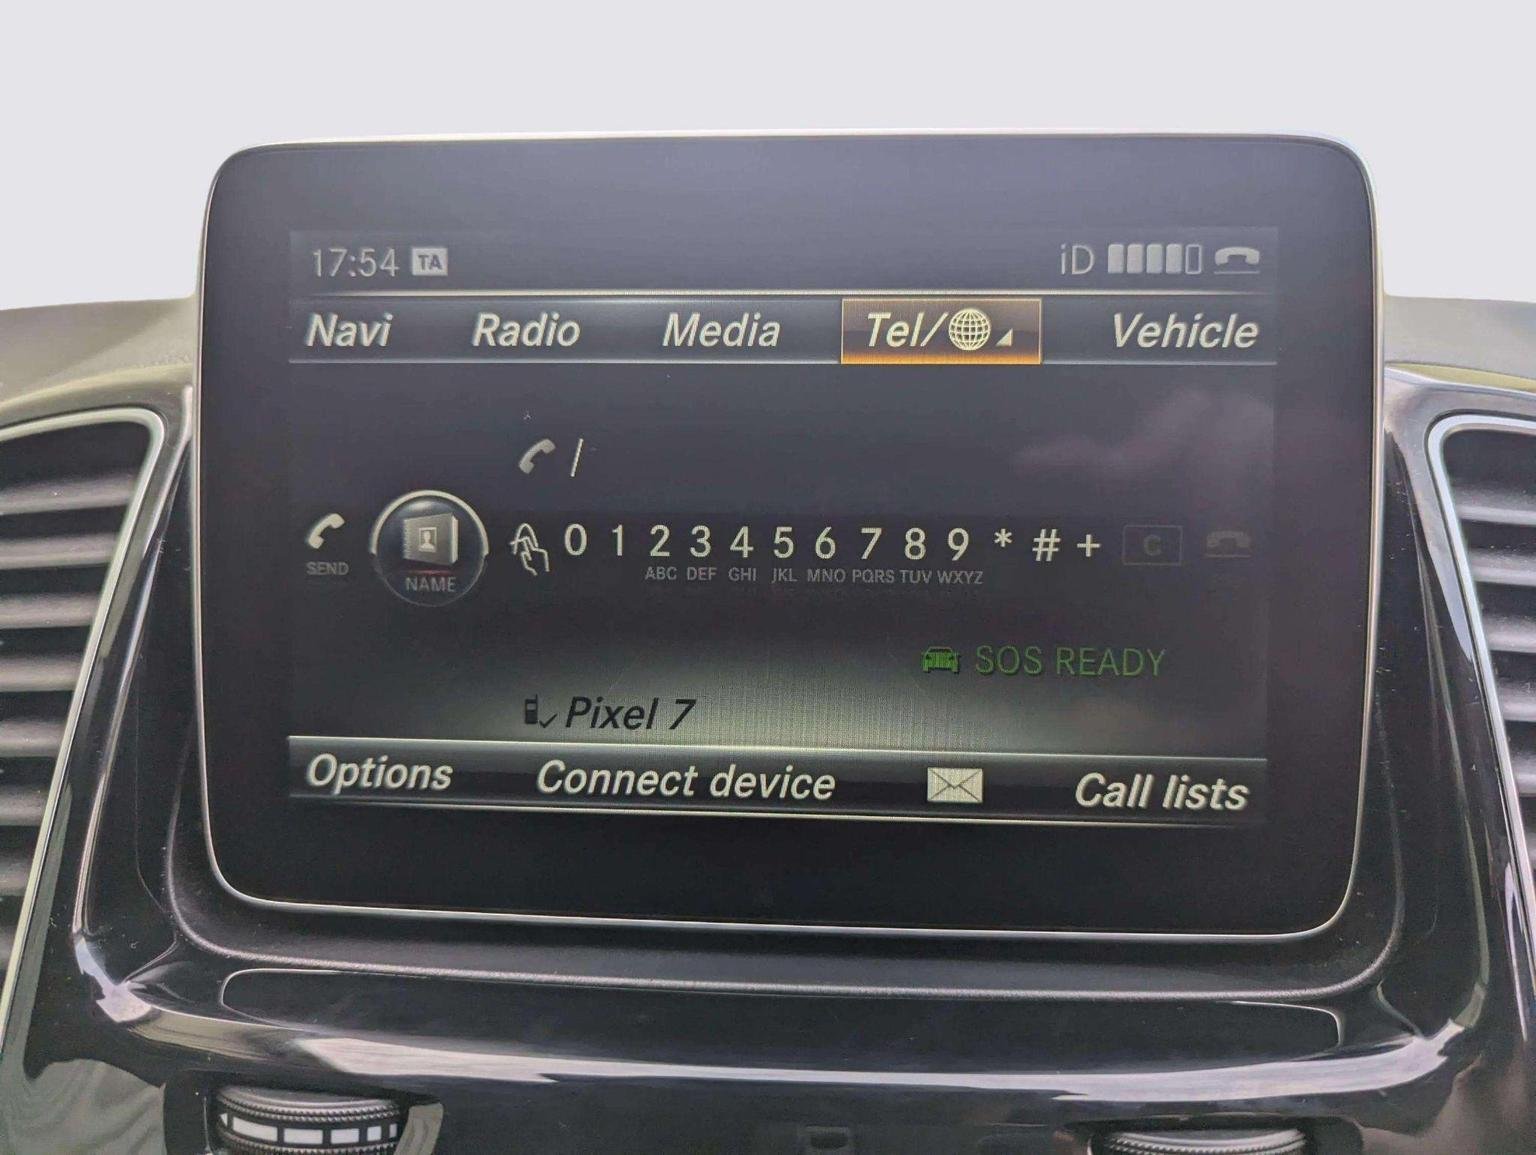 17:54 TA iD
Navi Radio Media Tel/ Vehicle
/
SEND NAME 0 1 2 3 4 5 6 7 8 9 * # + C
ABC DEF GHI JKL MNO PQRS TUV WXYZ
SOS READY
Pixel 7
Options Connect device Call lists